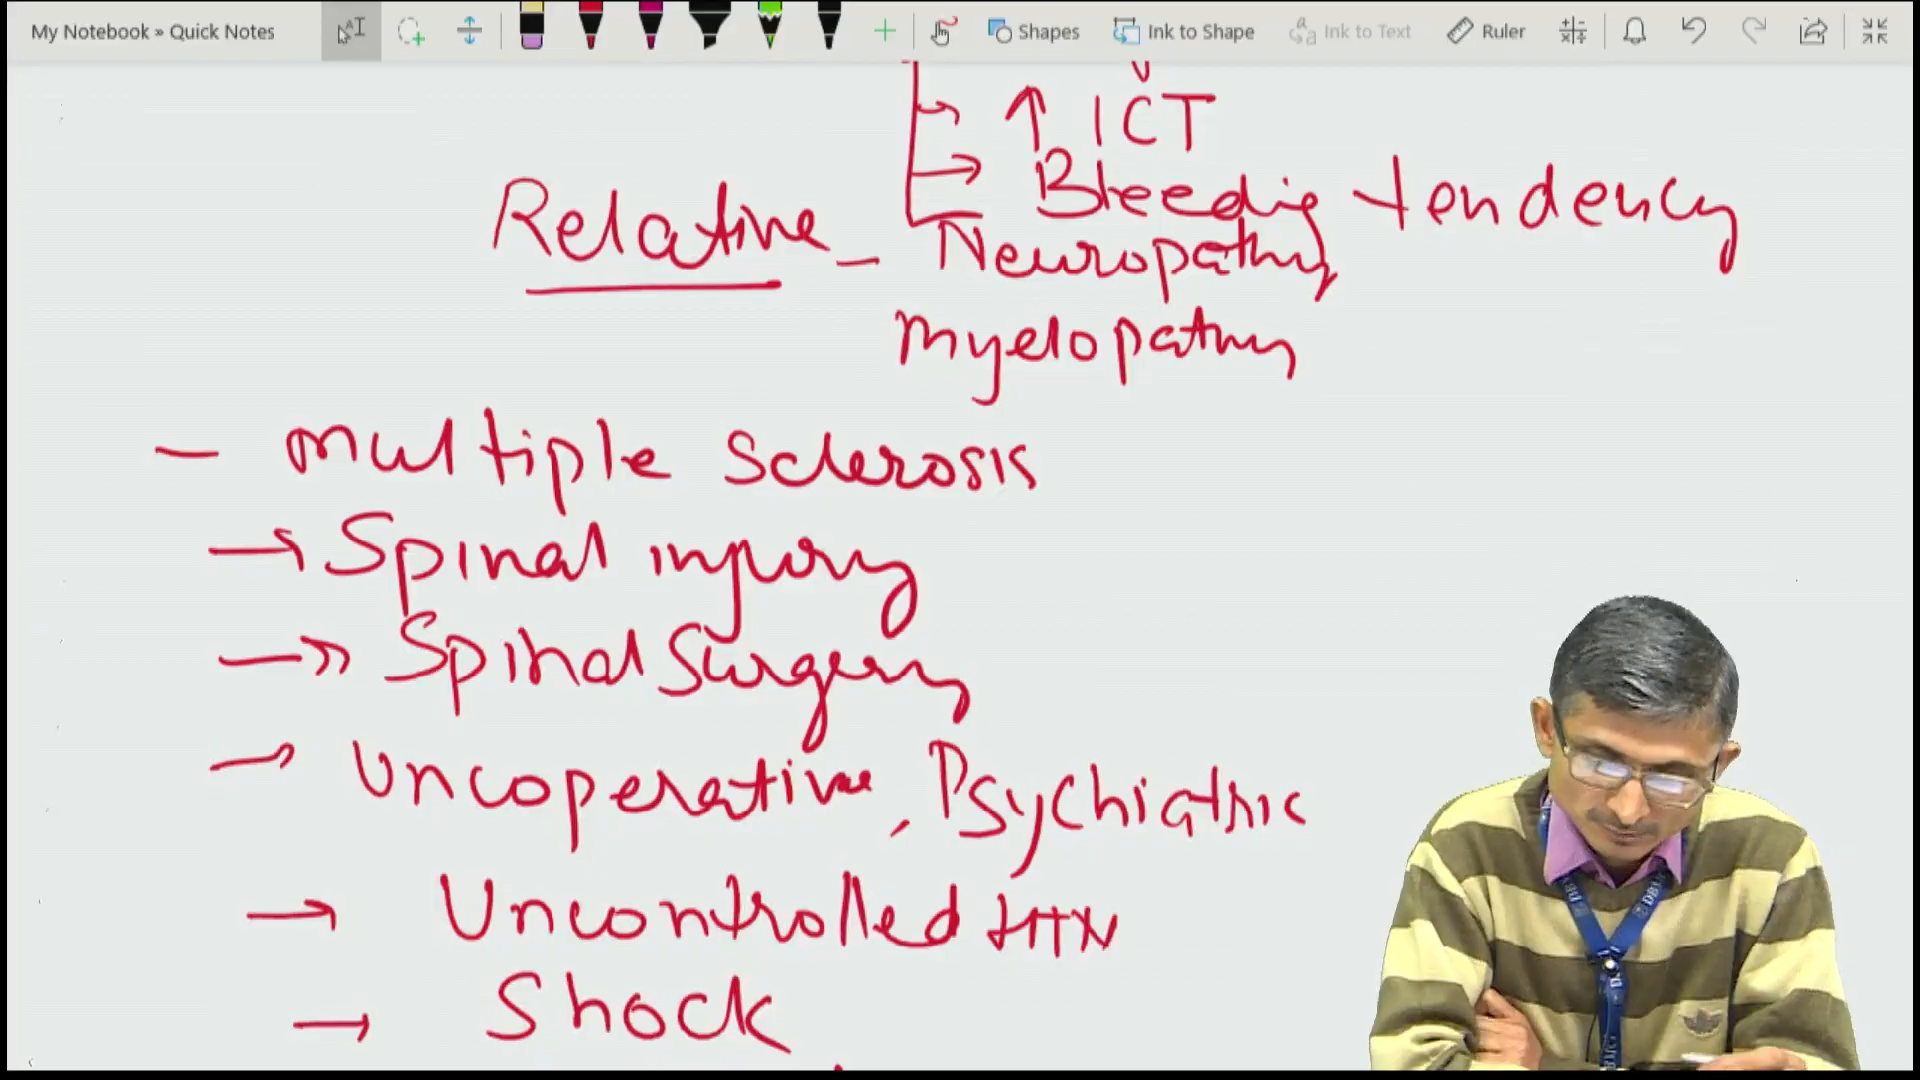 My Notebook » Quick Notes Shapes Ink to Shape Ink to Text Ruler
↑ ICT
Bleedig tendency
Relative - Neuropathy
Myelopathy
- Multiple Sclerosis
→ Spinal injury
→ Spinal Surgery
→ Uncoperative, Psychiatric
→ Uncontrolled HTN
→ Shock